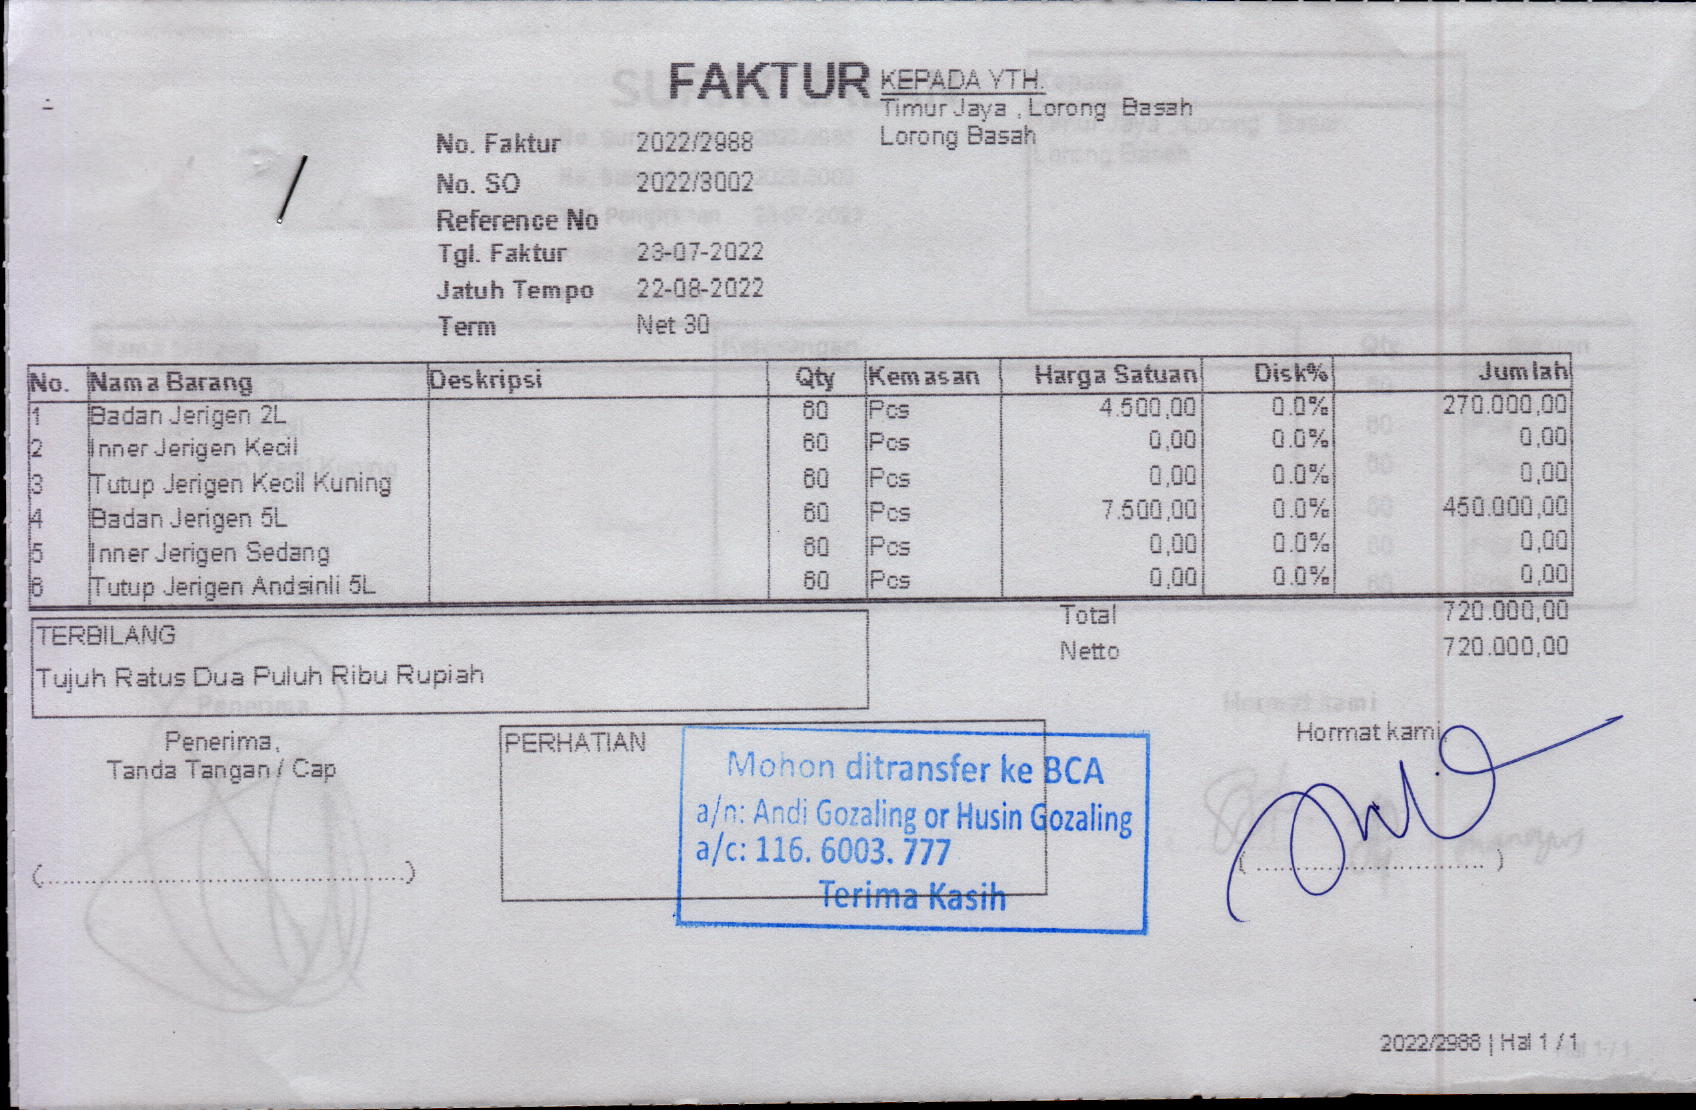 FAKTUR
KEPADA YTH.
Timur Jaya , Lorong Basah
Lorong Basah
No. Faktur 2022/2988
No. SO 2022/3002
Reference No
Tgl. Faktur 23-07-2022
Jatuh Tempo 22-08-2022
Term Net 30
No. Nama Barang Deskripsi Qty Kemasan Harga Satuan Disk% Jumlah
1 Badan Jerigen 2L 60 Pcs 4.500,00 0.0% 270.000,00
2 Inner Jerigen Kecil 60 Pcs 0,00 0.0% 0,00
3 Tutup Jerigen Kecil Kuning 60 Pcs 0,00 0.0% 0,00
4 Badan Jerigen 5L 60 Pcs 7.500,00 0.0% 450.000,00
5 Inner Jerigen Sedang 60 Pcs 0,00 0.0% 0,00
6 Tutup Jerigen Andsinli 5L 60 Pcs 0,00 0.0% 0,00
Total 720.000,00
Netto 720.000,00
TERBILANG
Tujuh Ratus Dua Puluh Ribu Rupiah
Penerima,
Tanda Tangan / Cap
(............................................)
PERHATIAN
Mohon ditransfer ke BCA
a/n: Andi Gozaling or Husin Gozaling
a/c: 116. 6003. 777
Terima Kasih
Hormat kami,
(............................)
2022/2988 | Hal 1 / 1